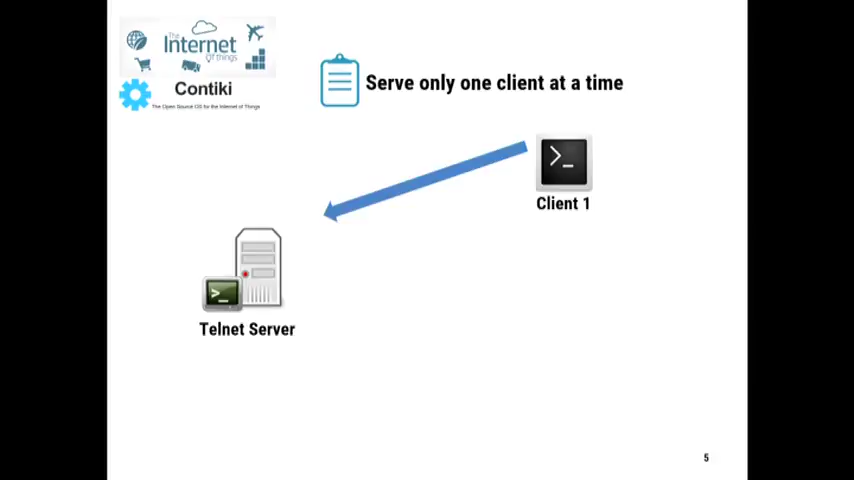 The
Internet
Of things
Contiki
The Open Source OS for the Internet of Things
Serve only one client at a time
>_
Client 1
>_
Telnet Server
5